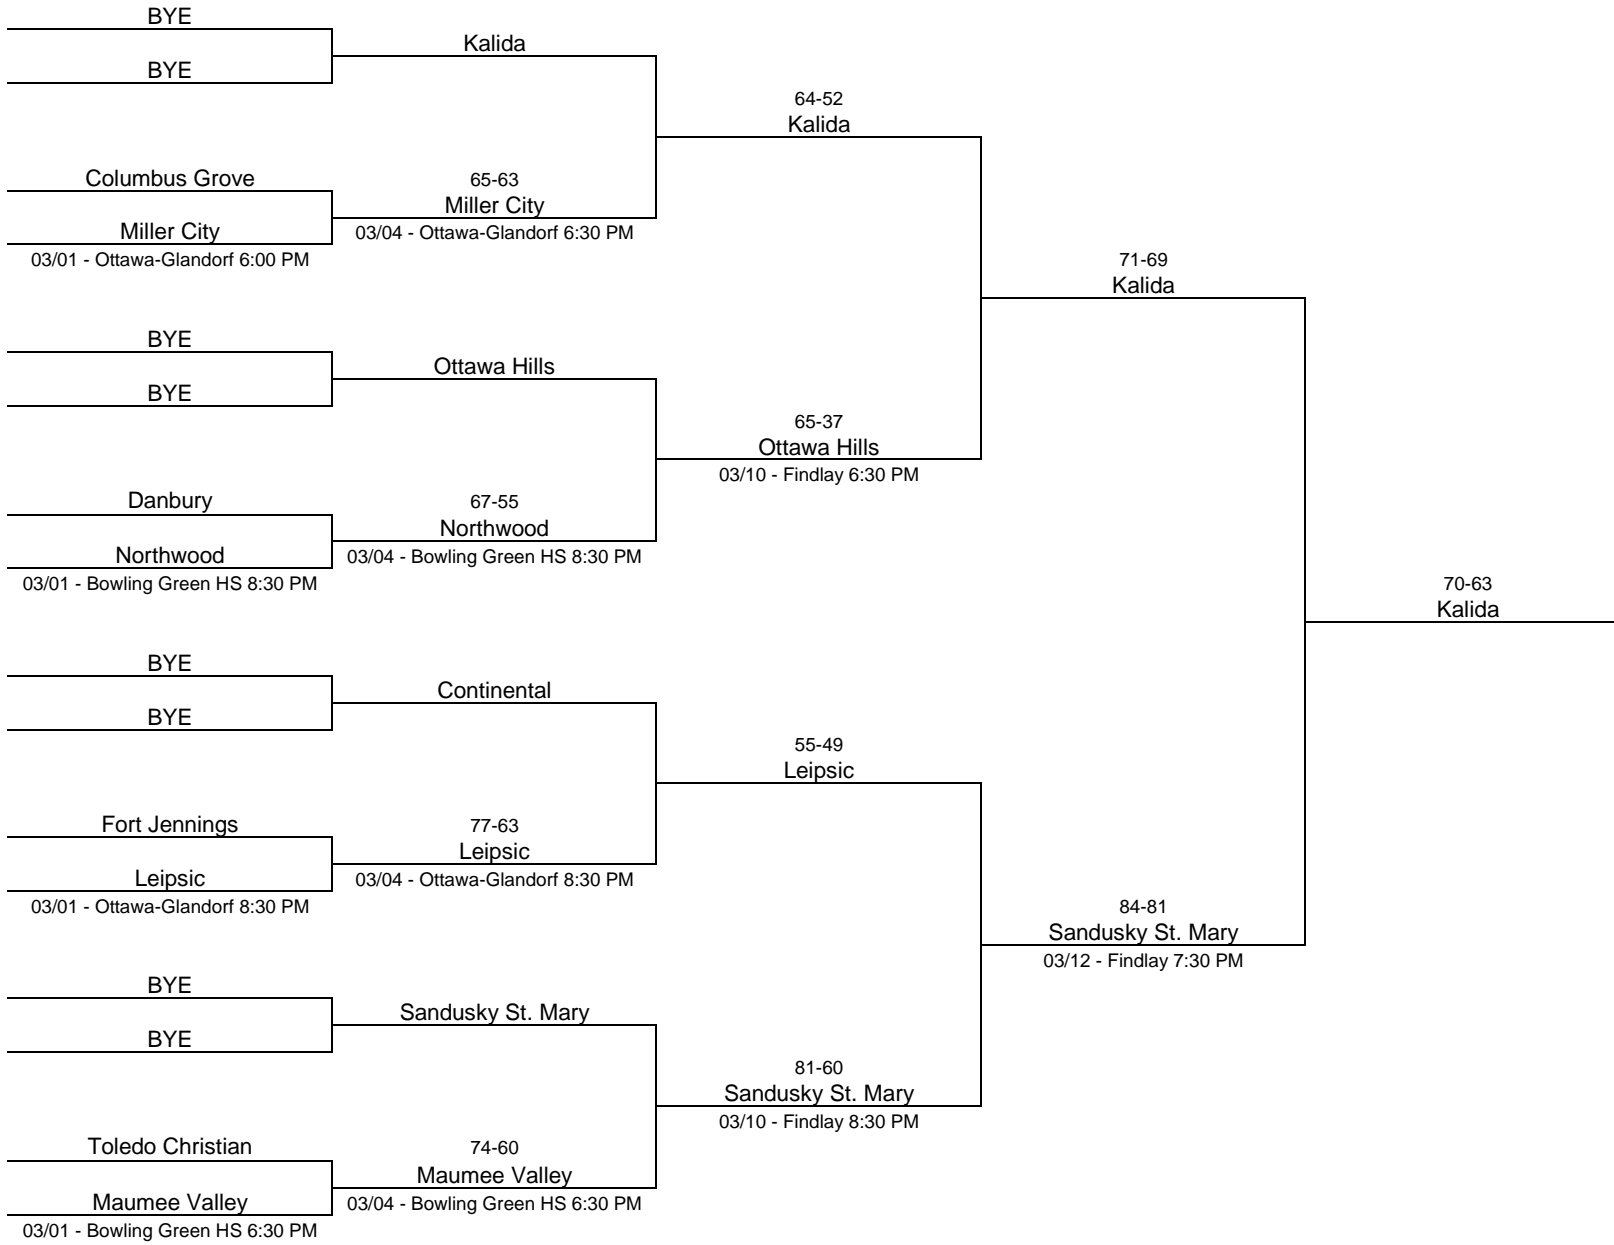 BYE
BYE
Columbus Grove
Miller City
03/01 - Ottawa-Glandorf 6:00 PM
BYE
BYE
Danbury
Northwood
03/01 - Bowling Green HS 8:30 PM
BYE
BYE
Fort Jennings
Leipsic
03/01 - Ottawa-Glandorf 8:30 PM
BYE
BYE
Toledo Christian
Maumee Valley
03/01 - Bowling Green HS 6:30 PM
Kalida
65-63
Miller City
03/04 - Ottawa-Glandorf 6:30 PM
Ottawa Hills
67-55
Northwood
03/04 - Bowling Green HS 8:30 PM
Continental
77-63
Leipsic
03/04 - Ottawa-Glandorf 8:30 PM
Sandusky St. Mary
74-60
Maumee Valley
03/04 - Bowling Green HS 6:30 PM
64-52
Kalida
65-37
Ottawa Hills
03/10 - Findlay 6:30 PM
55-49
Leipsic
81-60
Sandusky St. Mary
03/10 - Findlay 8:30 PM
71-69
Kalida
84-81
Sandusky St. Mary
03/12 - Findlay 7:30 PM
70-63
Kalida